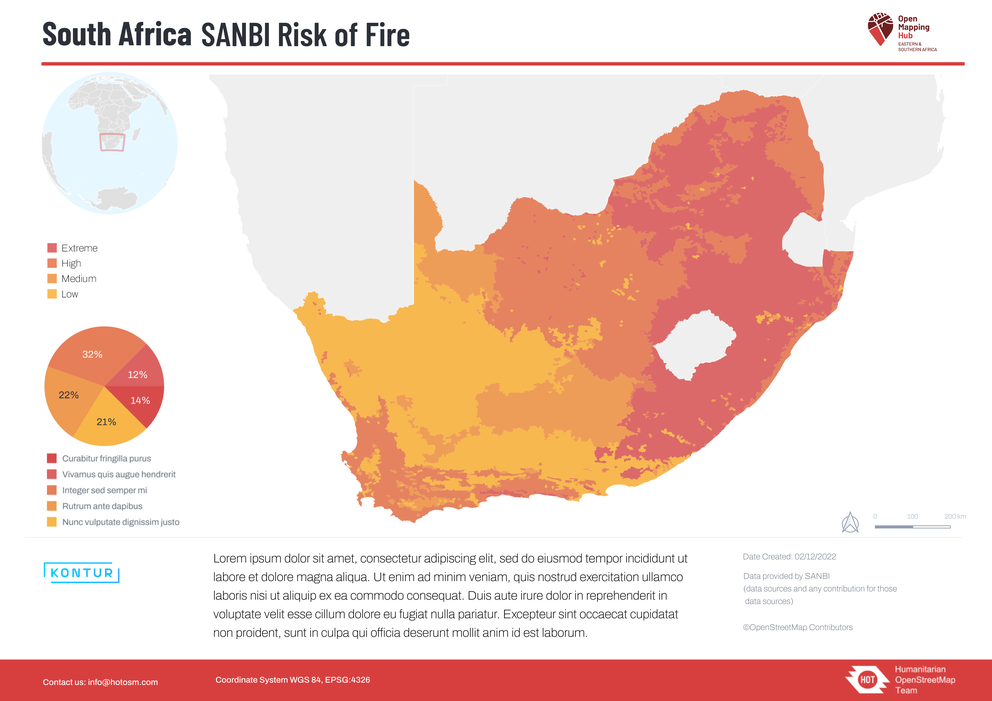 South Africa SANBI Risk of Fire
Open
Mapping
Hub
EASTERN &
SOUTHERN AFRICA
Extreme
High
Medium
Low
32%
12%
22%
14%
21%
Curabitur fringilla purus
Vivamus quis augue hendrerit
Integer sed semper mi
Rutrum ante dapibus
Nunc vulputate dignissim justo
0 100 200 km
KONTUR
Lorem ipsum dolor sit amet, consectetur adipiscing elit, sed do eiusmod tempor incididunt ut
labore et dolore magna aliqua. Ut enim ad minim veniam, quis nostrud exercitation ullamco
laboris nisi ut aliquip ex ea commodo consequat. Duis aute irure dolor in reprehenderit in
voluptate velit esse cillum dolore eu fugiat nulla pariatur. Excepteur sint occaecat cupidatat
non proident, sunt in culpa qui officia deserunt mollit anim id est laborum.
Date Created: 02/12/2022
Data provided by SANBI
(data sources and any contribution for those
data sources)
©OpenStreetMap Contributors
Contact us: info@hotosm.com
Coordinate System WGS 84, EPSG:4326
HOT
Humanitarian
OpenStreetMap
Team